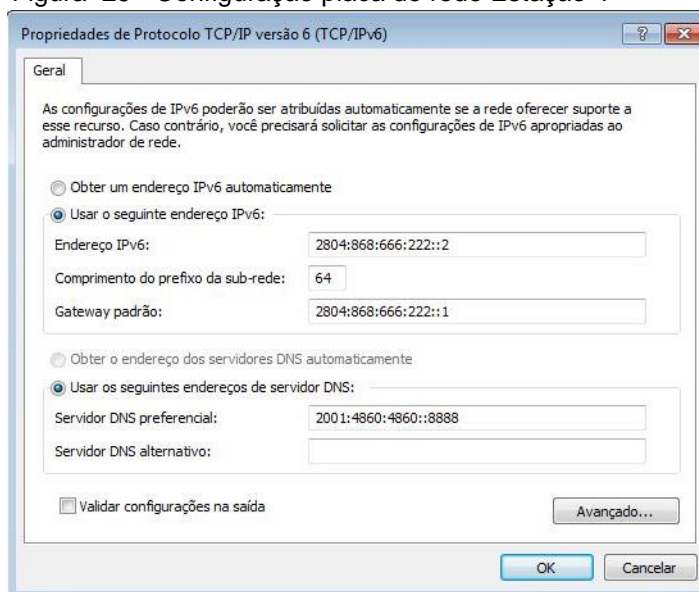 Propriedades de Protocolo TCP/IP versão 6 (TCP/IPv6)
Geral
As configurações de IPv6 poderão ser atribuídas automaticamente se a rede oferecer suporte a
esse recurso. Caso contrário, você precisará solicitar as configurações de IPv6 apropriadas ao
administrador de rede.
Obter um endereço IPv6 automaticamente
Usar o seguinte endereço IPv6:
Endereço IPv6: 2804:868:666:222::2
Comprimento do prefixo da sub-rede: 64
Gateway padrão: 2804:868:666:222::1
Obter o endereço dos servidores DNS automaticamente
Usar os seguintes endereços de servidor DNS:
Servidor DNS preferencial: 2001:4860:4860::8888
Servidor DNS alternativo:
Validar configurações na saída
Avançado...
OK Cancelar